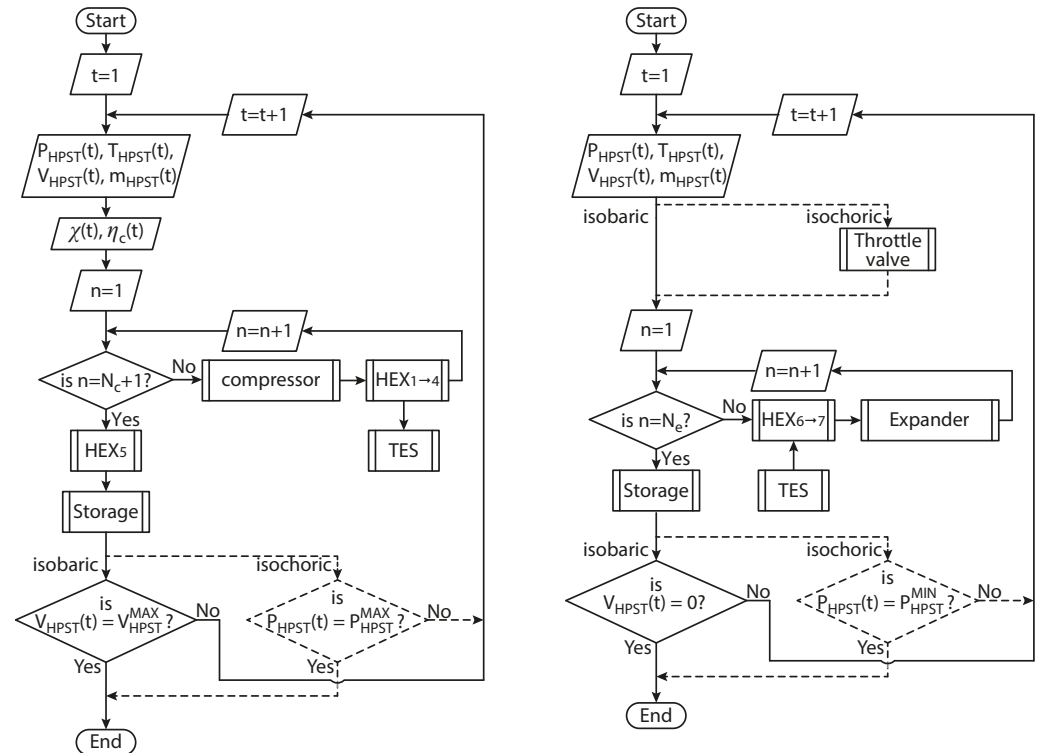 Start
t=1
t=t+1
P_HPST(t), T_HPST(t),
V_HPST(t), m_HPST(t)
χ(t), η_c(t)
n=1
n=n+1
is n=N_c+1?
No
compressor
HEX1→4
Yes
TES
HEX5
Storage
isobaric
isochoric
is
V_HPST(t) = V_HPST^MAX ?
No
Yes
is
P_HPST(t) = P_HPST^MAX ?
No
Yes
End
Start
t=1
t=t+1
P_HPST(t), T_HPST(t),
V_HPST(t), m_HPST(t)
isobaric
isochoric
Throttle
valve
n=1
n=n+1
is n=N_e?
No
HEX6→7
Expander
Yes
Storage
TES
isobaric
isochoric
is
V_HPST(t) = 0?
No
Yes
is
P_HPST(t) = P_HPST^MIN ?
No
Yes
End